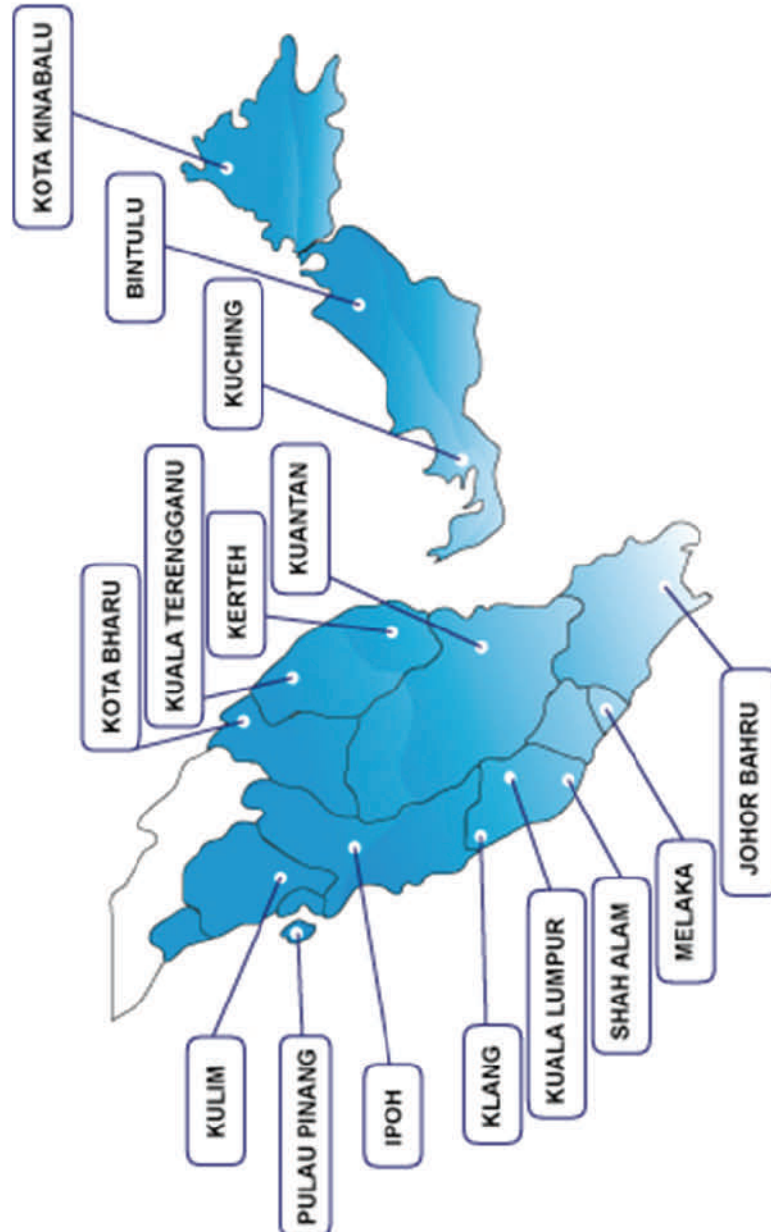 KOTA BHARU
KUALA TERENGGANU
KERTEH
KUANTAN
KUCHING
BINTULU
KOTA KINABALU
KULIM
PULAU PINANG
IPOH
KLANG
KUALA LUMPUR
SHAH ALAM
MELAKA
JOHOR BAHRU